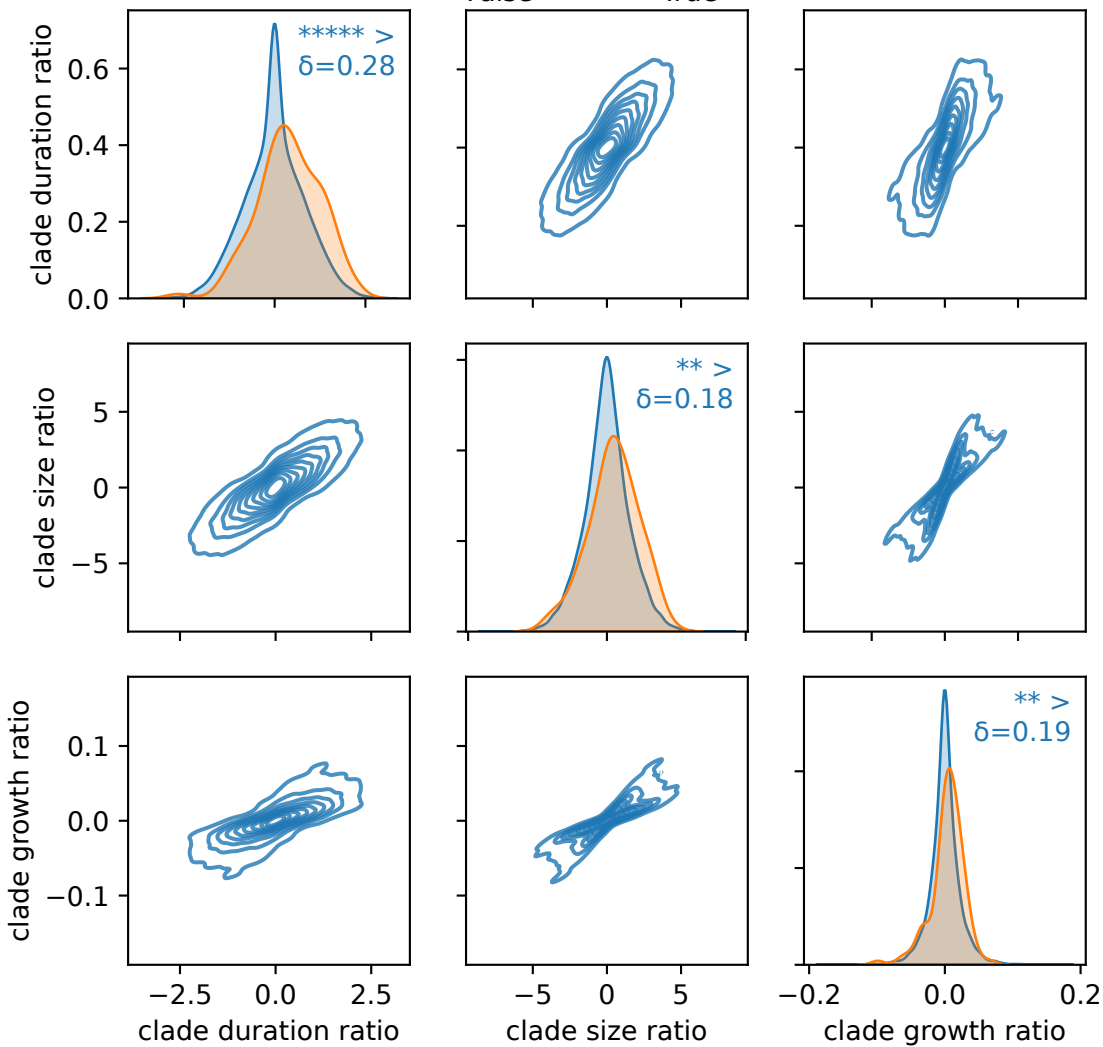 clade duration ratio
0.6
0.4
0.2
0.0
***** >
δ=0.28
clade size ratio
5
0
−5
** >
δ=0.18
clade growth ratio
0.1
0.0
−0.1
** >
δ=0.19
−2.5 0.0 2.5
−5 0 5
−0.2 0.0 0.2
clade duration ratio
clade size ratio
clade growth ratio